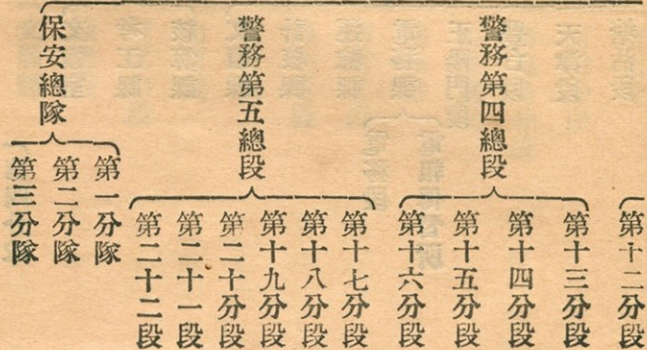 第十二分段
警務第四總段
第十三分段
第十四分段
第十五分段
第十六分段
警務第五總段
第十七分段
第十八分段
第十九分段
第二十分段
第二十一段
第二十二段
保安總隊
第一分隊
第二分隊
第三分隊